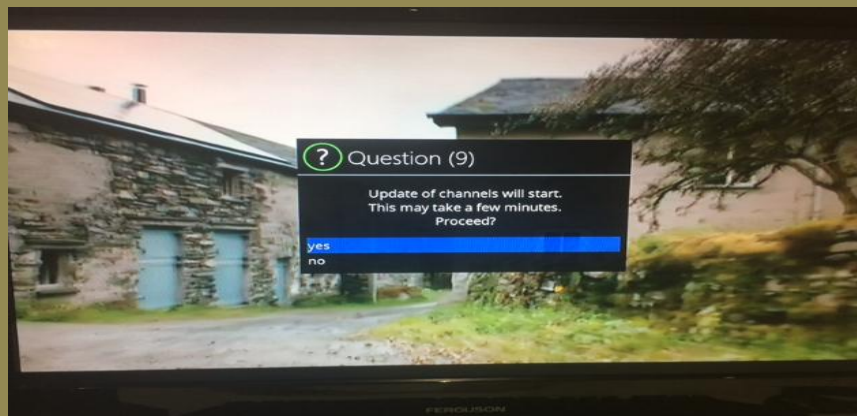 ? Question (9)
Update of channels will start.
This may take a few minutes.
Proceed?
yes
no
FERGUSON